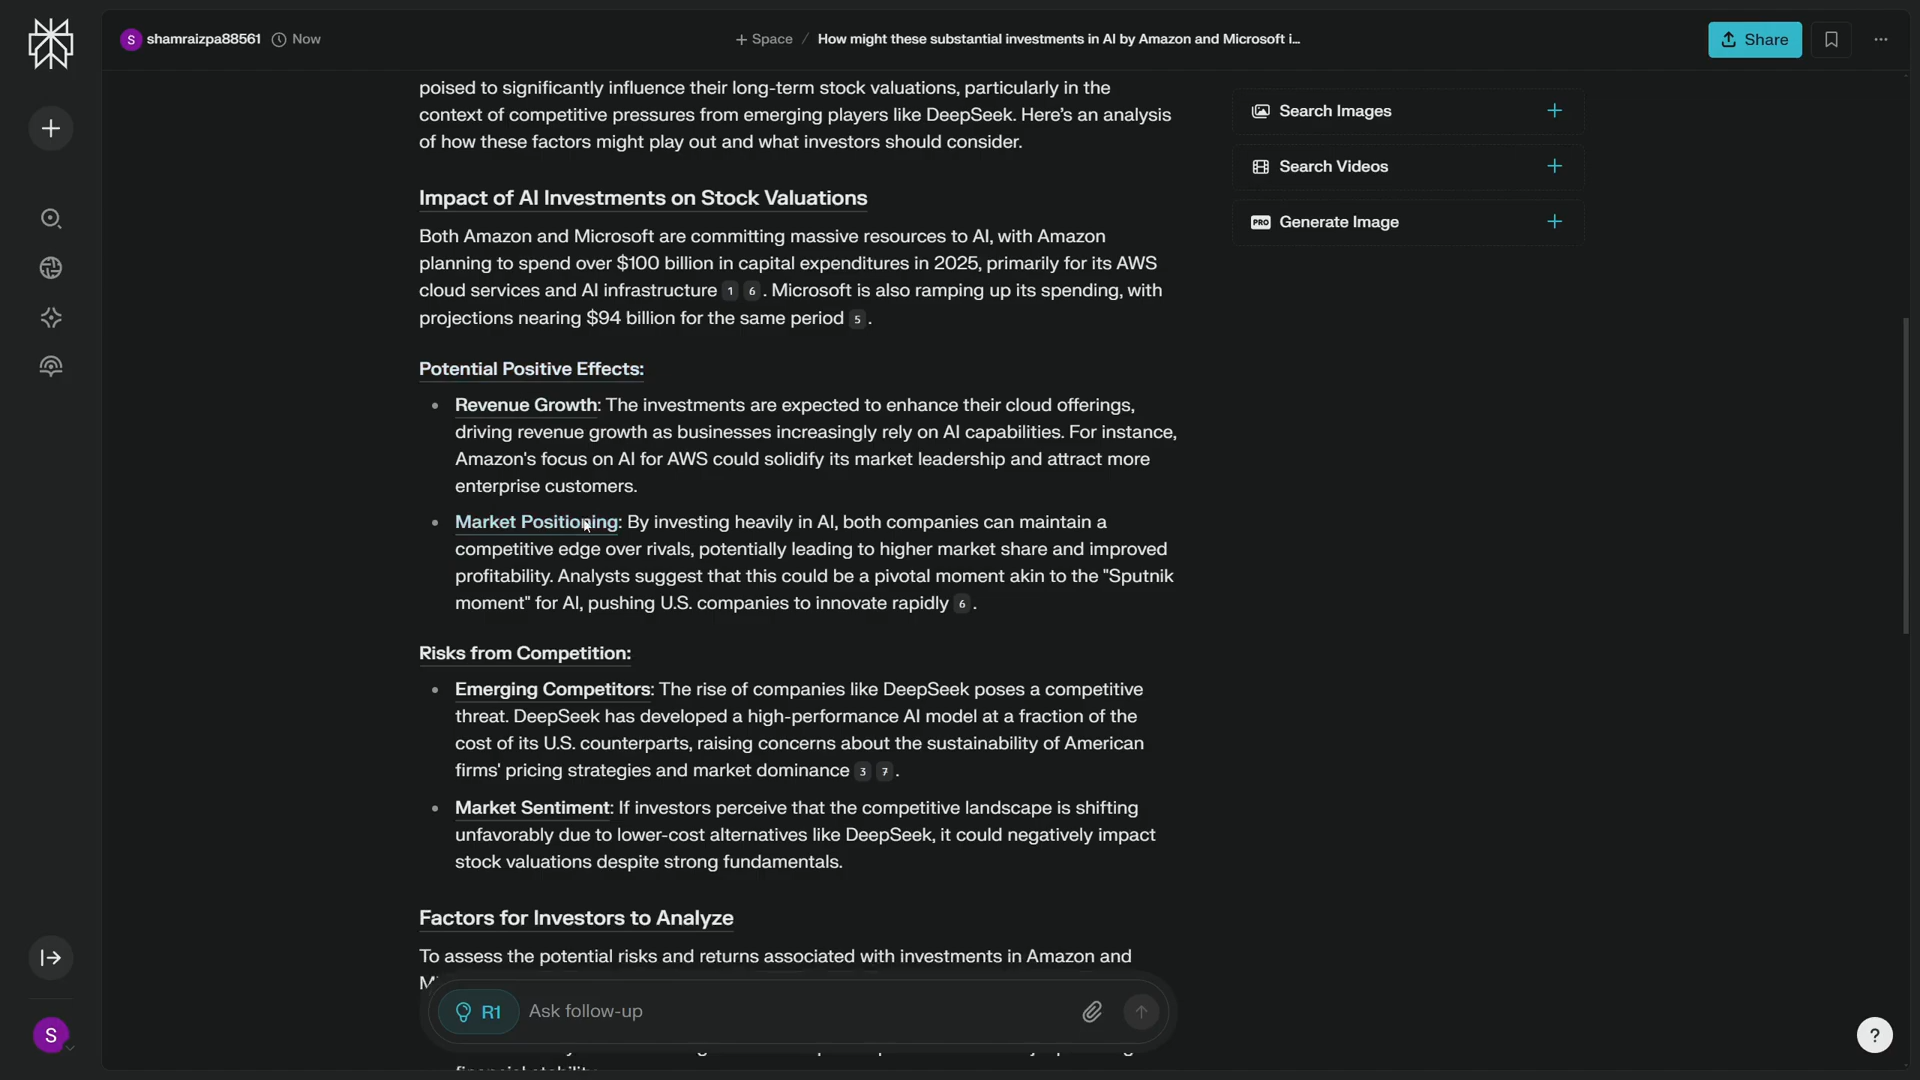 S shamraizpa88561 Now
+ Space / How might these substantial investments in AI by Amazon and Microsoft i...
Share
poised to significantly influence their long-term stock valuations, particularly in the
context of competitive pressures from emerging players like DeepSeek. Here’s an analysis
of how these factors might play out and what investors should consider.
Search Images
Search Videos
PRO Generate Image
Impact of AI Investments on Stock Valuations
Both Amazon and Microsoft are committing massive resources to AI, with Amazon
planning to spend over $100 billion in capital expenditures in 2025, primarily for its AWS
cloud services and AI infrastructure 1 6 . Microsoft is also ramping up its spending, with
projections nearing $94 billion for the same period 5 .
Potential Positive Effects:
• Revenue Growth: The investments are expected to enhance their cloud offerings,
driving revenue growth as businesses increasingly rely on AI capabilities. For instance,
Amazon's focus on AI for AWS could solidify its market leadership and attract more
enterprise customers.
• Market Positioning: By investing heavily in AI, both companies can maintain a
competitive edge over rivals, potentially leading to higher market share and improved
profitability. Analysts suggest that this could be a pivotal moment akin to the "Sputnik
moment" for AI, pushing U.S. companies to innovate rapidly 6 .
Risks from Competition:
• Emerging Competitors: The rise of companies like DeepSeek poses a competitive
threat. DeepSeek has developed a high-performance AI model at a fraction of the
cost of its U.S. counterparts, raising concerns about the sustainability of American
firms' pricing strategies and market dominance 3 7 .
• Market Sentiment: If investors perceive that the competitive landscape is shifting
unfavorably due to lower-cost alternatives like DeepSeek, it could negatively impact
stock valuations despite strong fundamentals.
Factors for Investors to Analyze
To assess the potential risks and returns associated with investments in Amazon and
R1 Ask follow-up
S
?